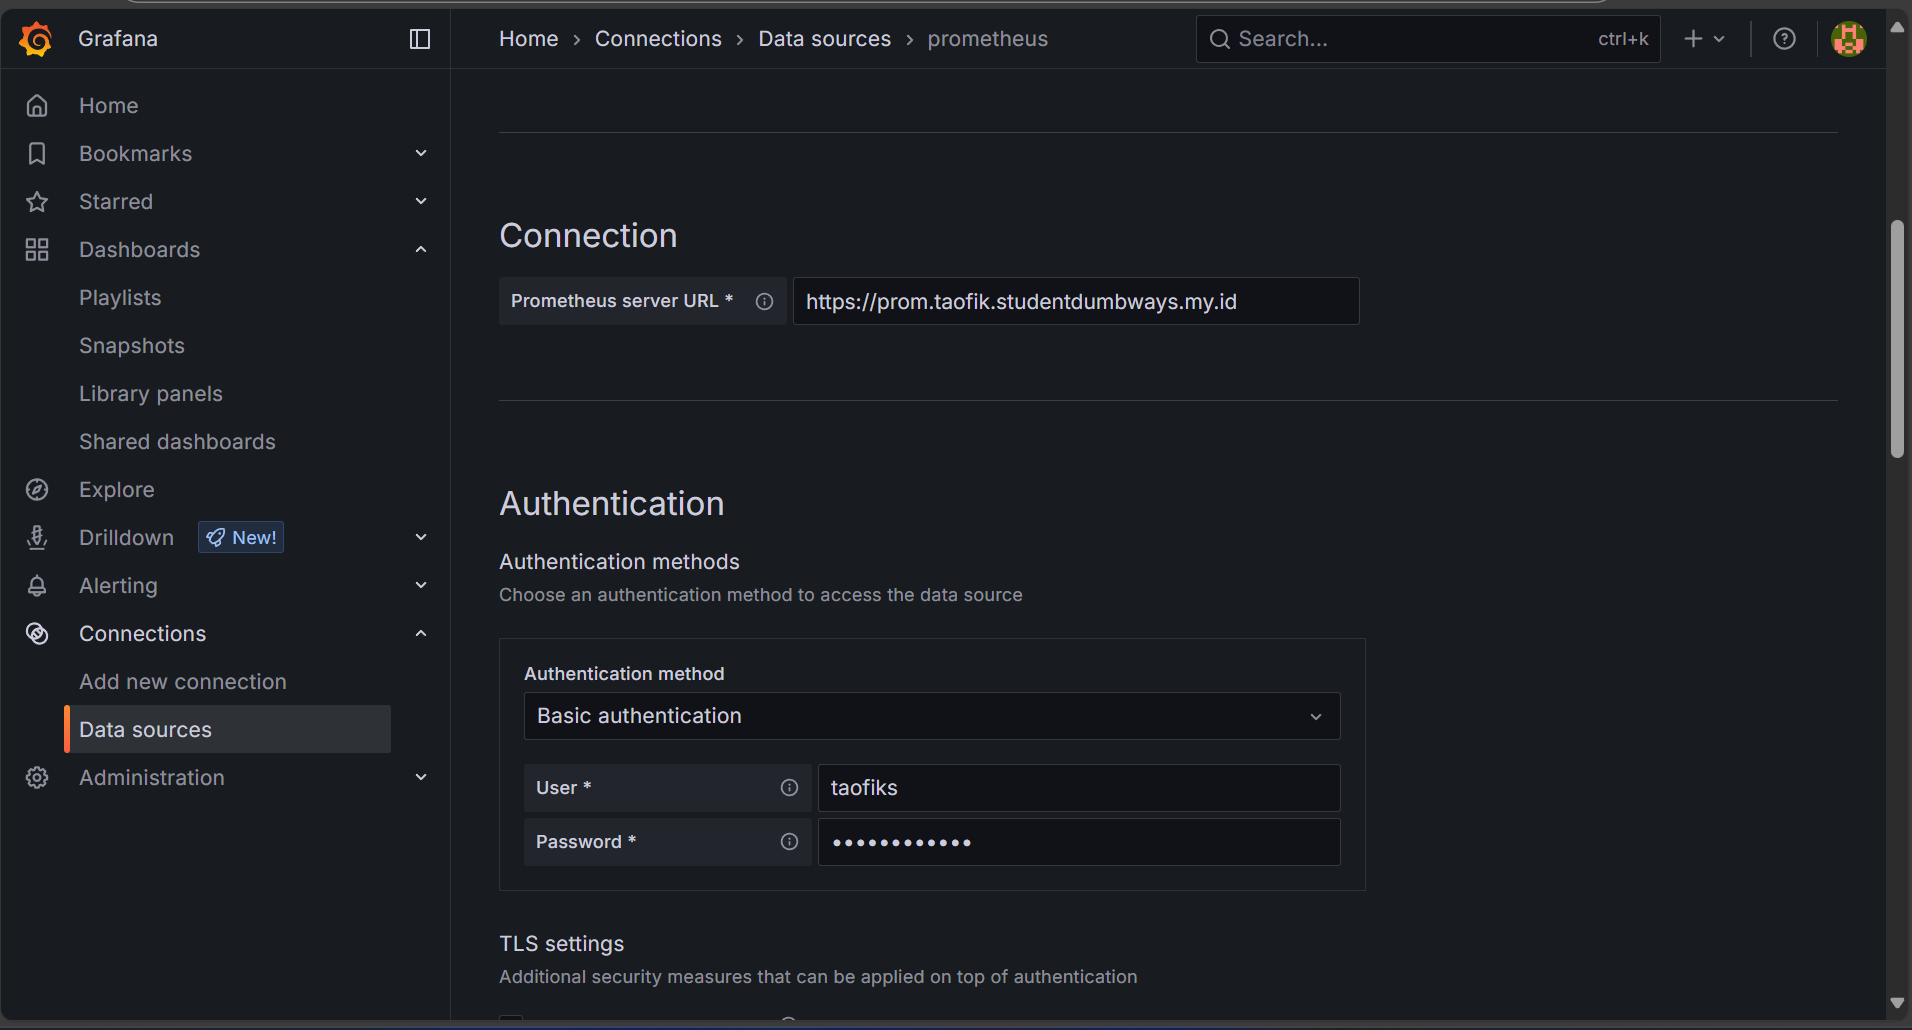 Grafana
Home › Connections › Data sources › prometheus
Search...
ctrl+k
Home
Bookmarks
Starred
Dashboards
Playlists
Snapshots
Library panels
Shared dashboards
Explore
Drilldown
New!
Alerting
Connections
Add new connection
Data sources
Administration
Connection
Prometheus server URL *
https://prom.taofik.studentdumbways.my.id
Authentication
Authentication methods
Choose an authentication method to access the data source
Authentication method
Basic authentication
User *
taofiks
Password *
••••••••••••
TLS settings
Additional security measures that can be applied on top of authentication